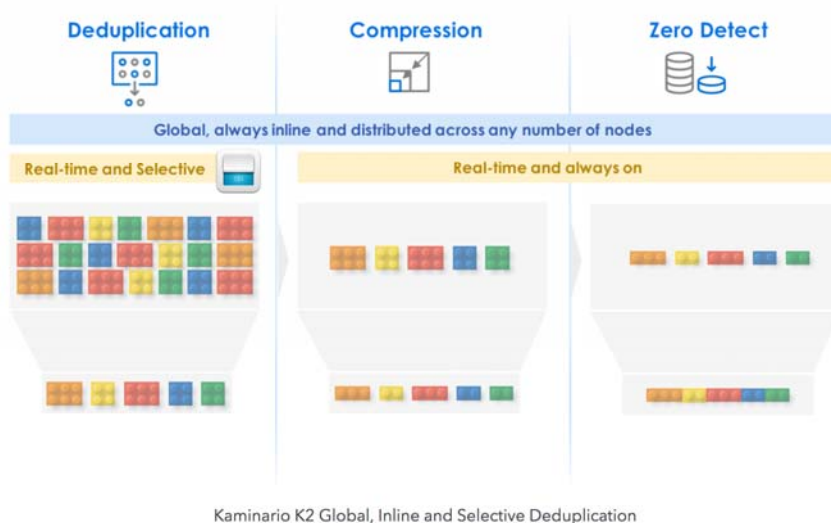 Deduplication
Compression
Zero Detect
Global, always inline and distributed across any number of nodes
Real-time and Selective
Real-time and always on
Kaminario K2 Global, Inline and Selective Deduplication